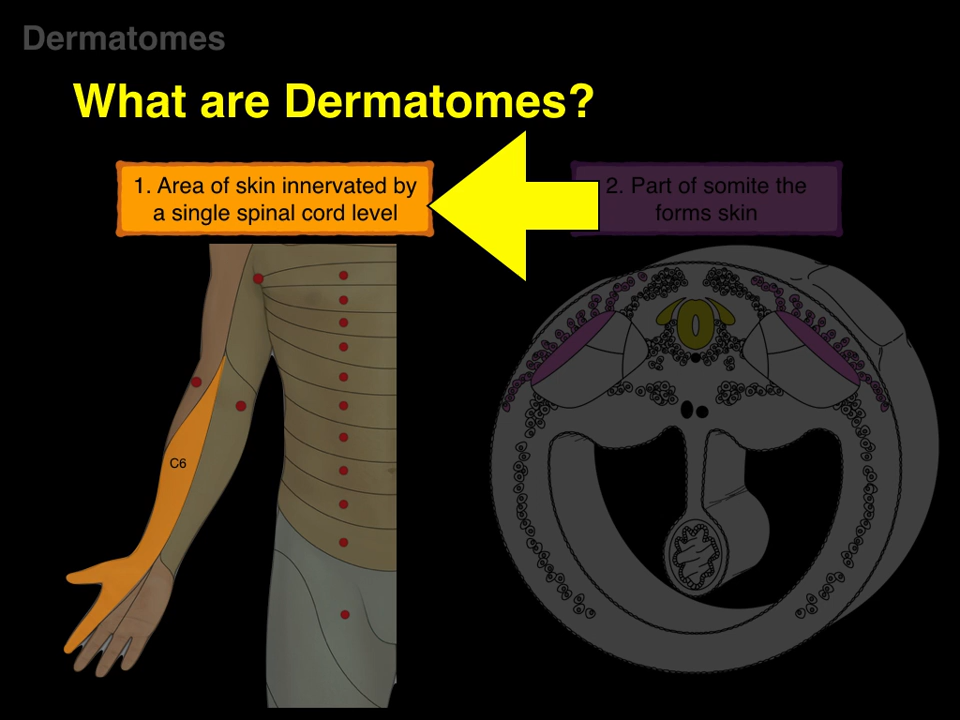 Dermatomes
What are Dermatomes?
1. Area of skin innervated by
a single spinal cord level
2. Part of somite the
forms skin
C6